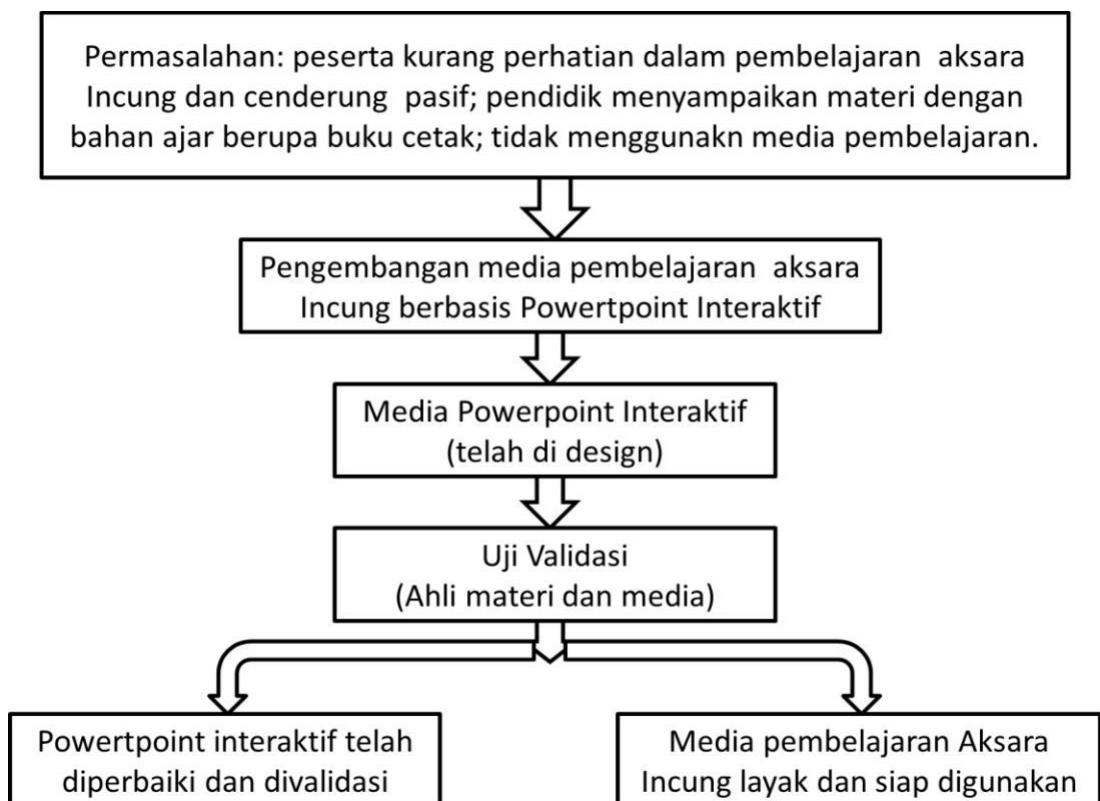 Permasalahan: peserta kurang perhatian dalam pembelajaran aksara
Incung dan cenderung pasif; pendidik menyampaikan materi dengan
bahan ajar berupa buku cetak; tidak menggunakn media pembelajaran.
Pengembangan media pembelajaran aksara
Incung berbasis Powertpoint Interaktif
Media Powerpoint Interaktif
(telah di design)
Uji Validasi
(Ahli materi dan media)
Powertpoint interaktif telah
diperbaiki dan divalidasi
Media pembelajaran Aksara
Incung layak dan siap digunakan